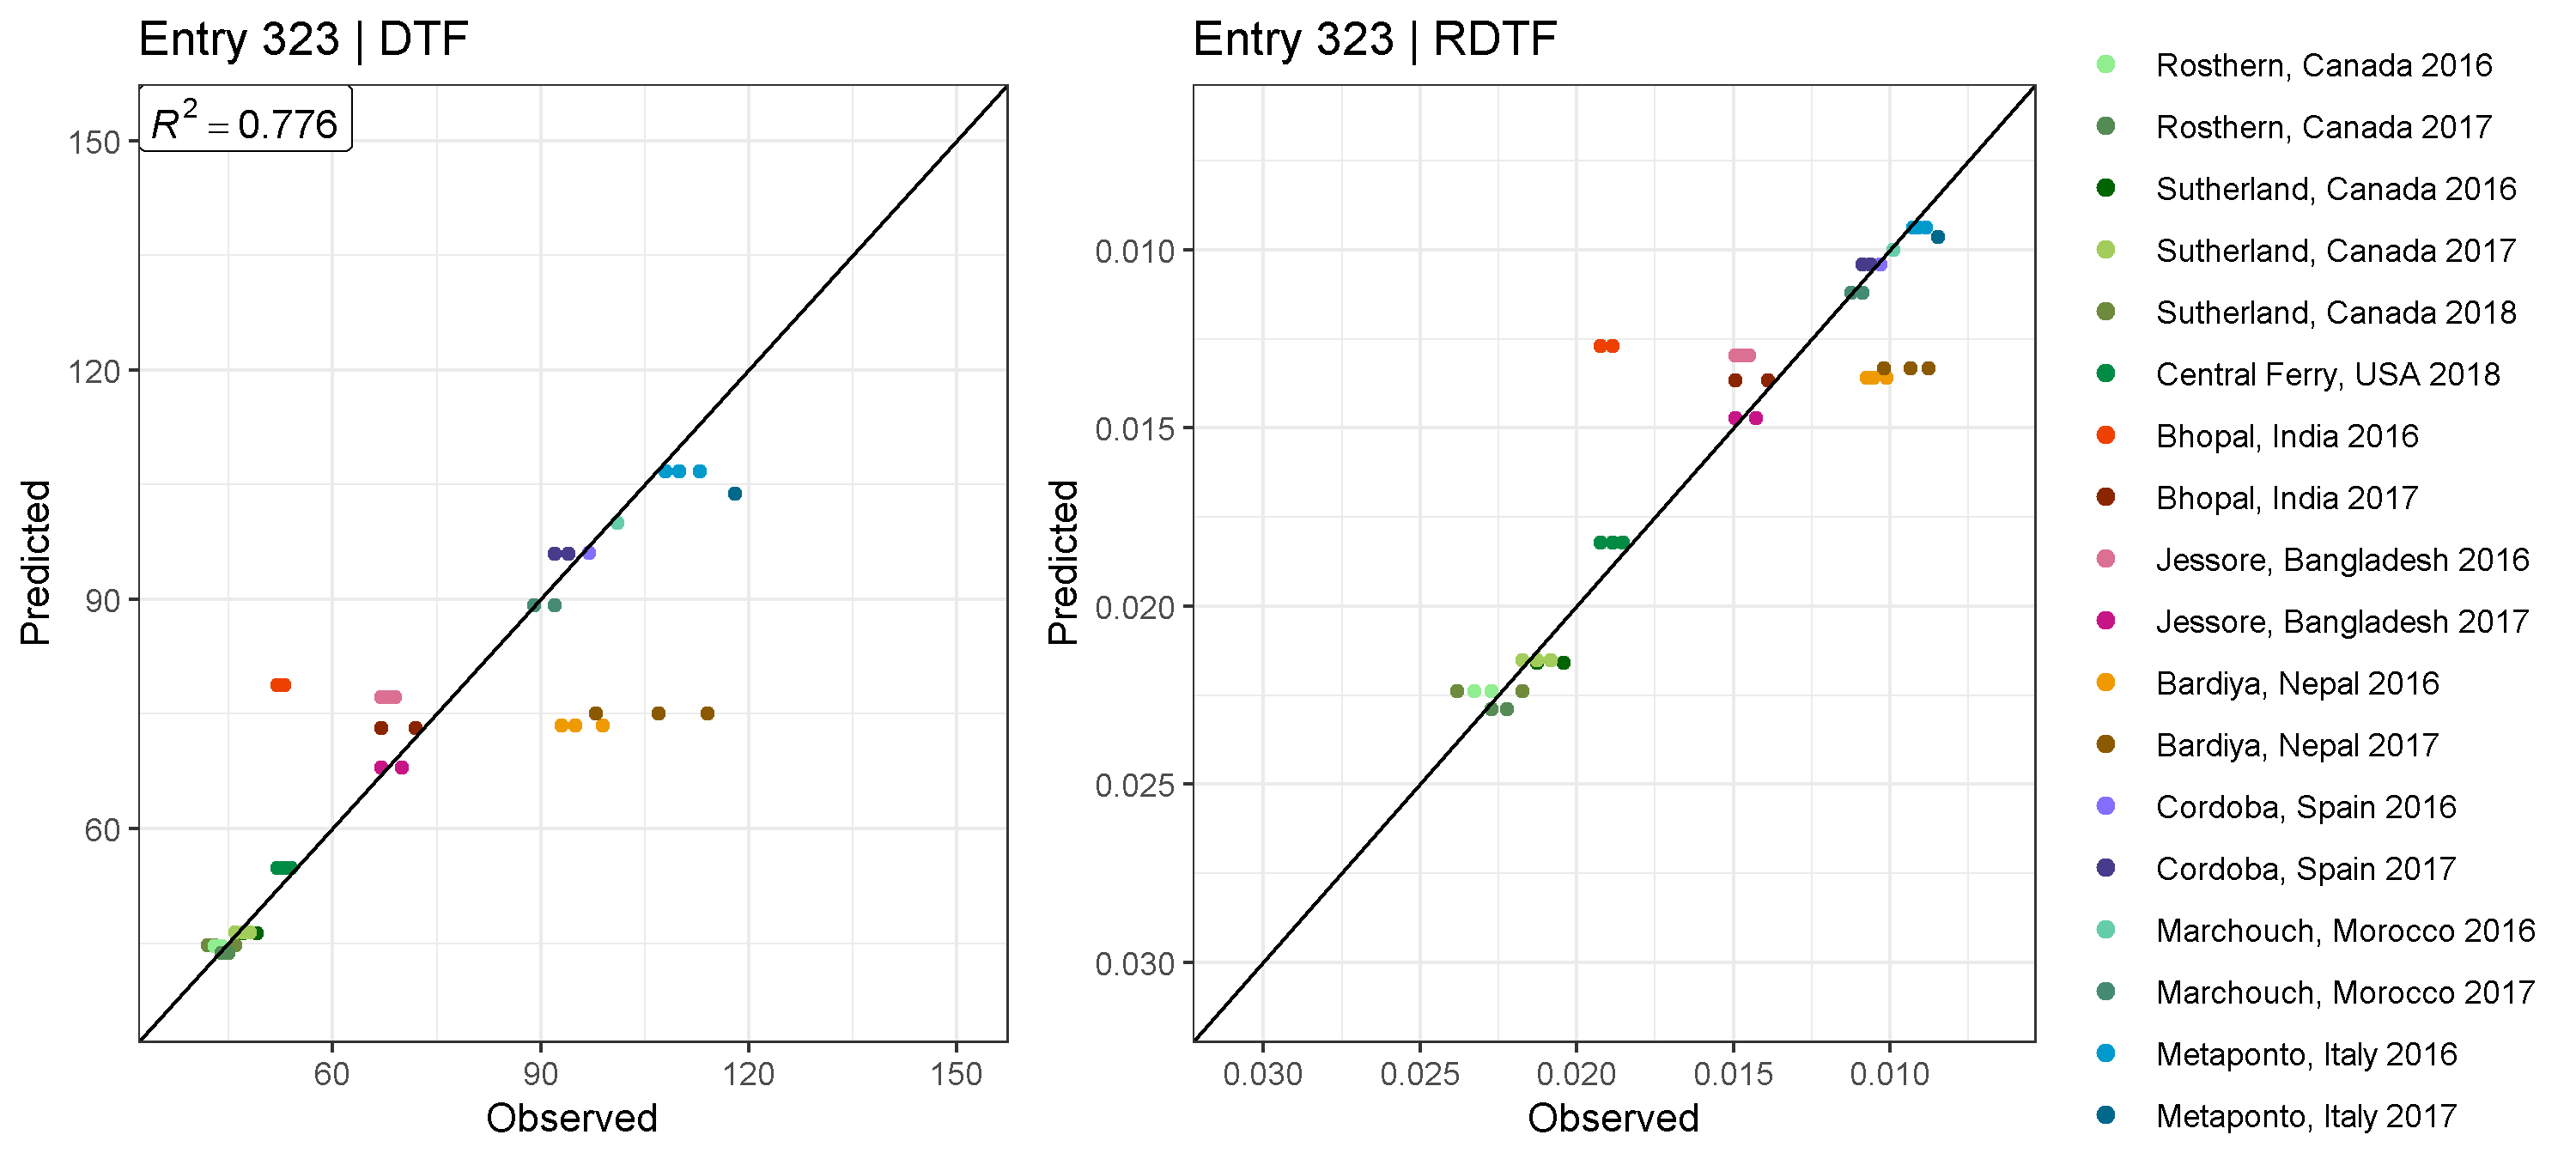 Entry 323 | DTF
R² = 0.776
150
120
90
60
Predicted
60
90
120
150
Observed
Entry 323 | RDTF
0.010
0.015
0.020
0.025
0.030
Predicted
0.030
0.025
0.020
0.015
0.010
Observed
Rosthern, Canada 2016
Rosthern, Canada 2017
Sutherland, Canada 2016
Sutherland, Canada 2017
Sutherland, Canada 2018
Central Ferry, USA 2018
Bhopal, India 2016
Bhopal, India 2017
Jessore, Bangladesh 2016
Jessore, Bangladesh 2017
Bardiya, Nepal 2016
Bardiya, Nepal 2017
Cordoba, Spain 2016
Cordoba, Spain 2017
Marchouch, Morocco 2016
Marchouch, Morocco 2017
Metaponto, Italy 2016
Metaponto, Italy 2017